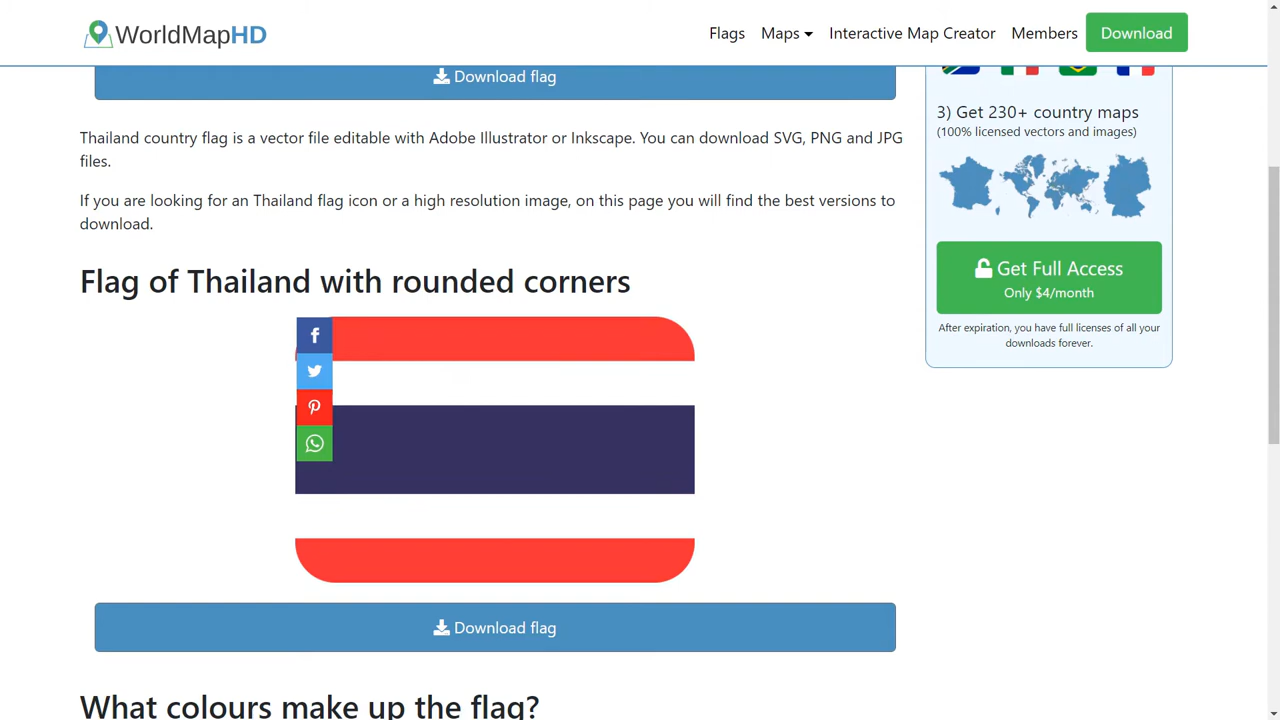 WorldMapHD
Flags Maps Interactive Map Creator Members Download
Download flag
Thailand country flag is a vector file editable with Adobe Illustrator or Inkscape. You can download SVG, PNG and JPG
files.
If you are looking for an Thailand flag icon or a high resolution image, on this page you will find the best versions to
download.
Flag of Thailand with rounded corners
Download flag
What colours make up the flag?
3) Get 230+ country maps
(100% licensed vectors and images)
Get Full Access
Only $4/month
After expiration, you have full licenses of all your
downloads forever.